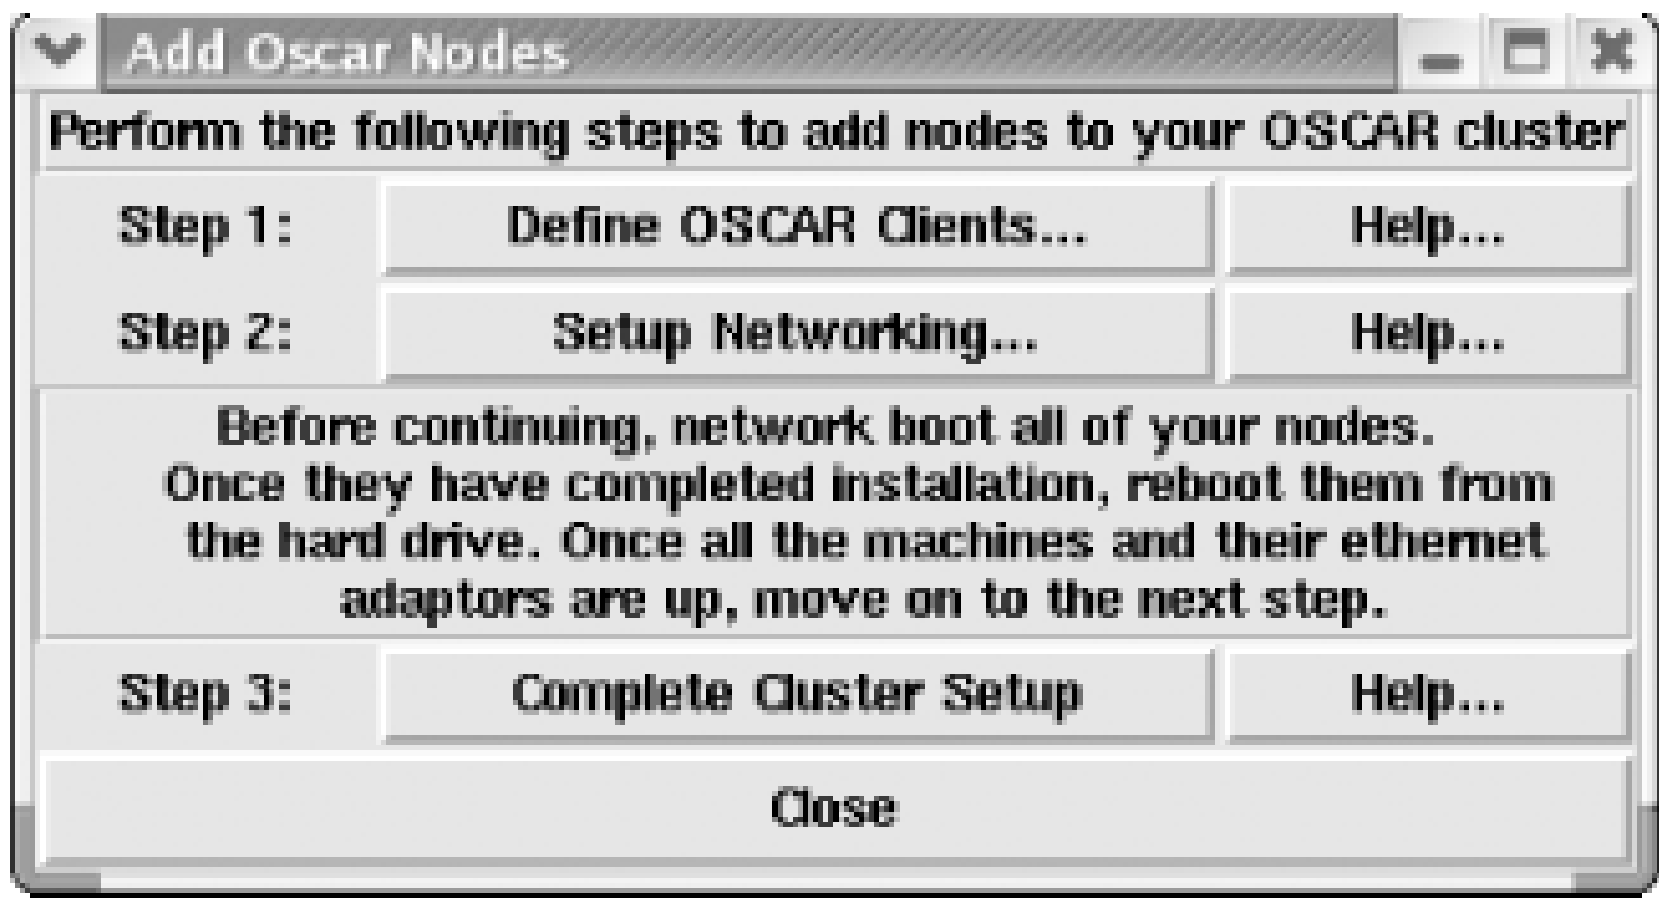 Add Oscar Nodes
Perform the following steps to add nodes to your OSCAR cluster
Step 1: Define OSCAR Clients... Help...
Step 2: Setup Networking... Help...
Before continuing, network boot all of your nodes.
Once they have completed installation, reboot them from
the hard drive. Once all the machines and their ethernet
adaptors are up, move on to the next step.
Step 3: Complete Cluster Setup Help...
Close